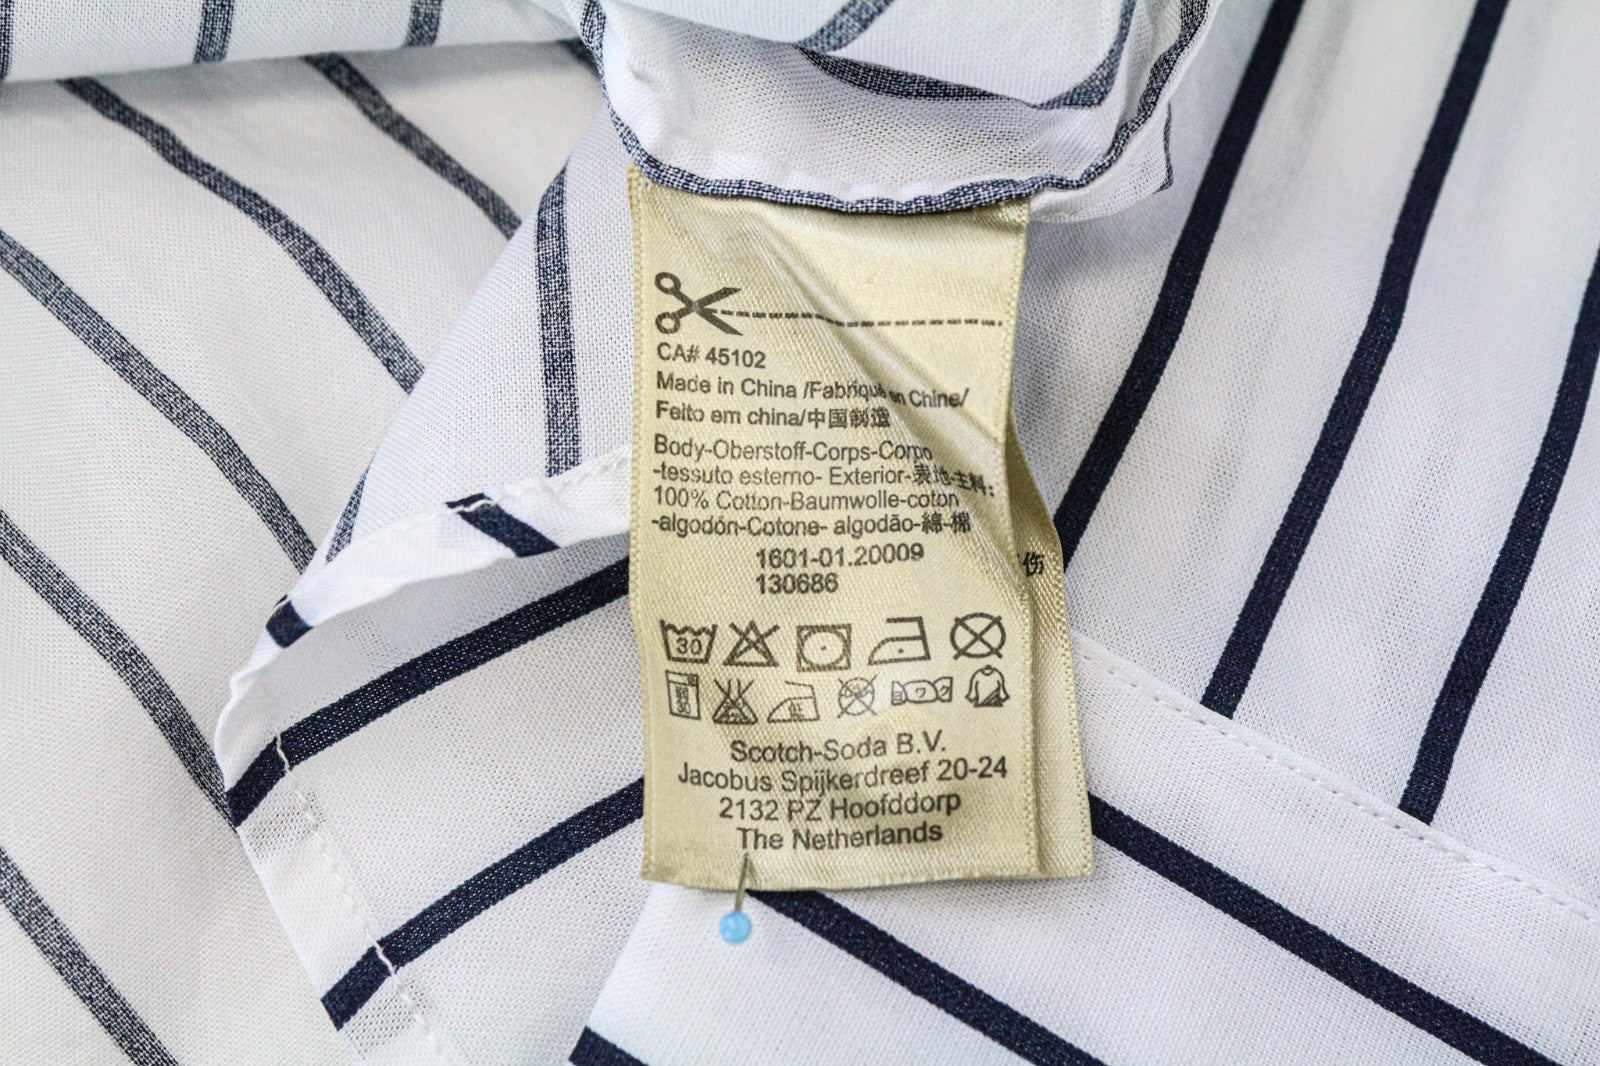 CA# 45102
Made in China /Fabriqué en Chine/
Feito em china/中国制造
Body-Oberstoff-Corps-Corpo
-tessuto esterno- Exterior-表地-主料:
100% Cotton-Baumwolle-coton
-algodón-Cotone- algodão-綿-棉
1601-01.20009
130686
30
Scotch-Soda B.V.
Jacobus Spijkerdreef 20-24
2132 PZ Hoofddorp
The Netherlands
伤